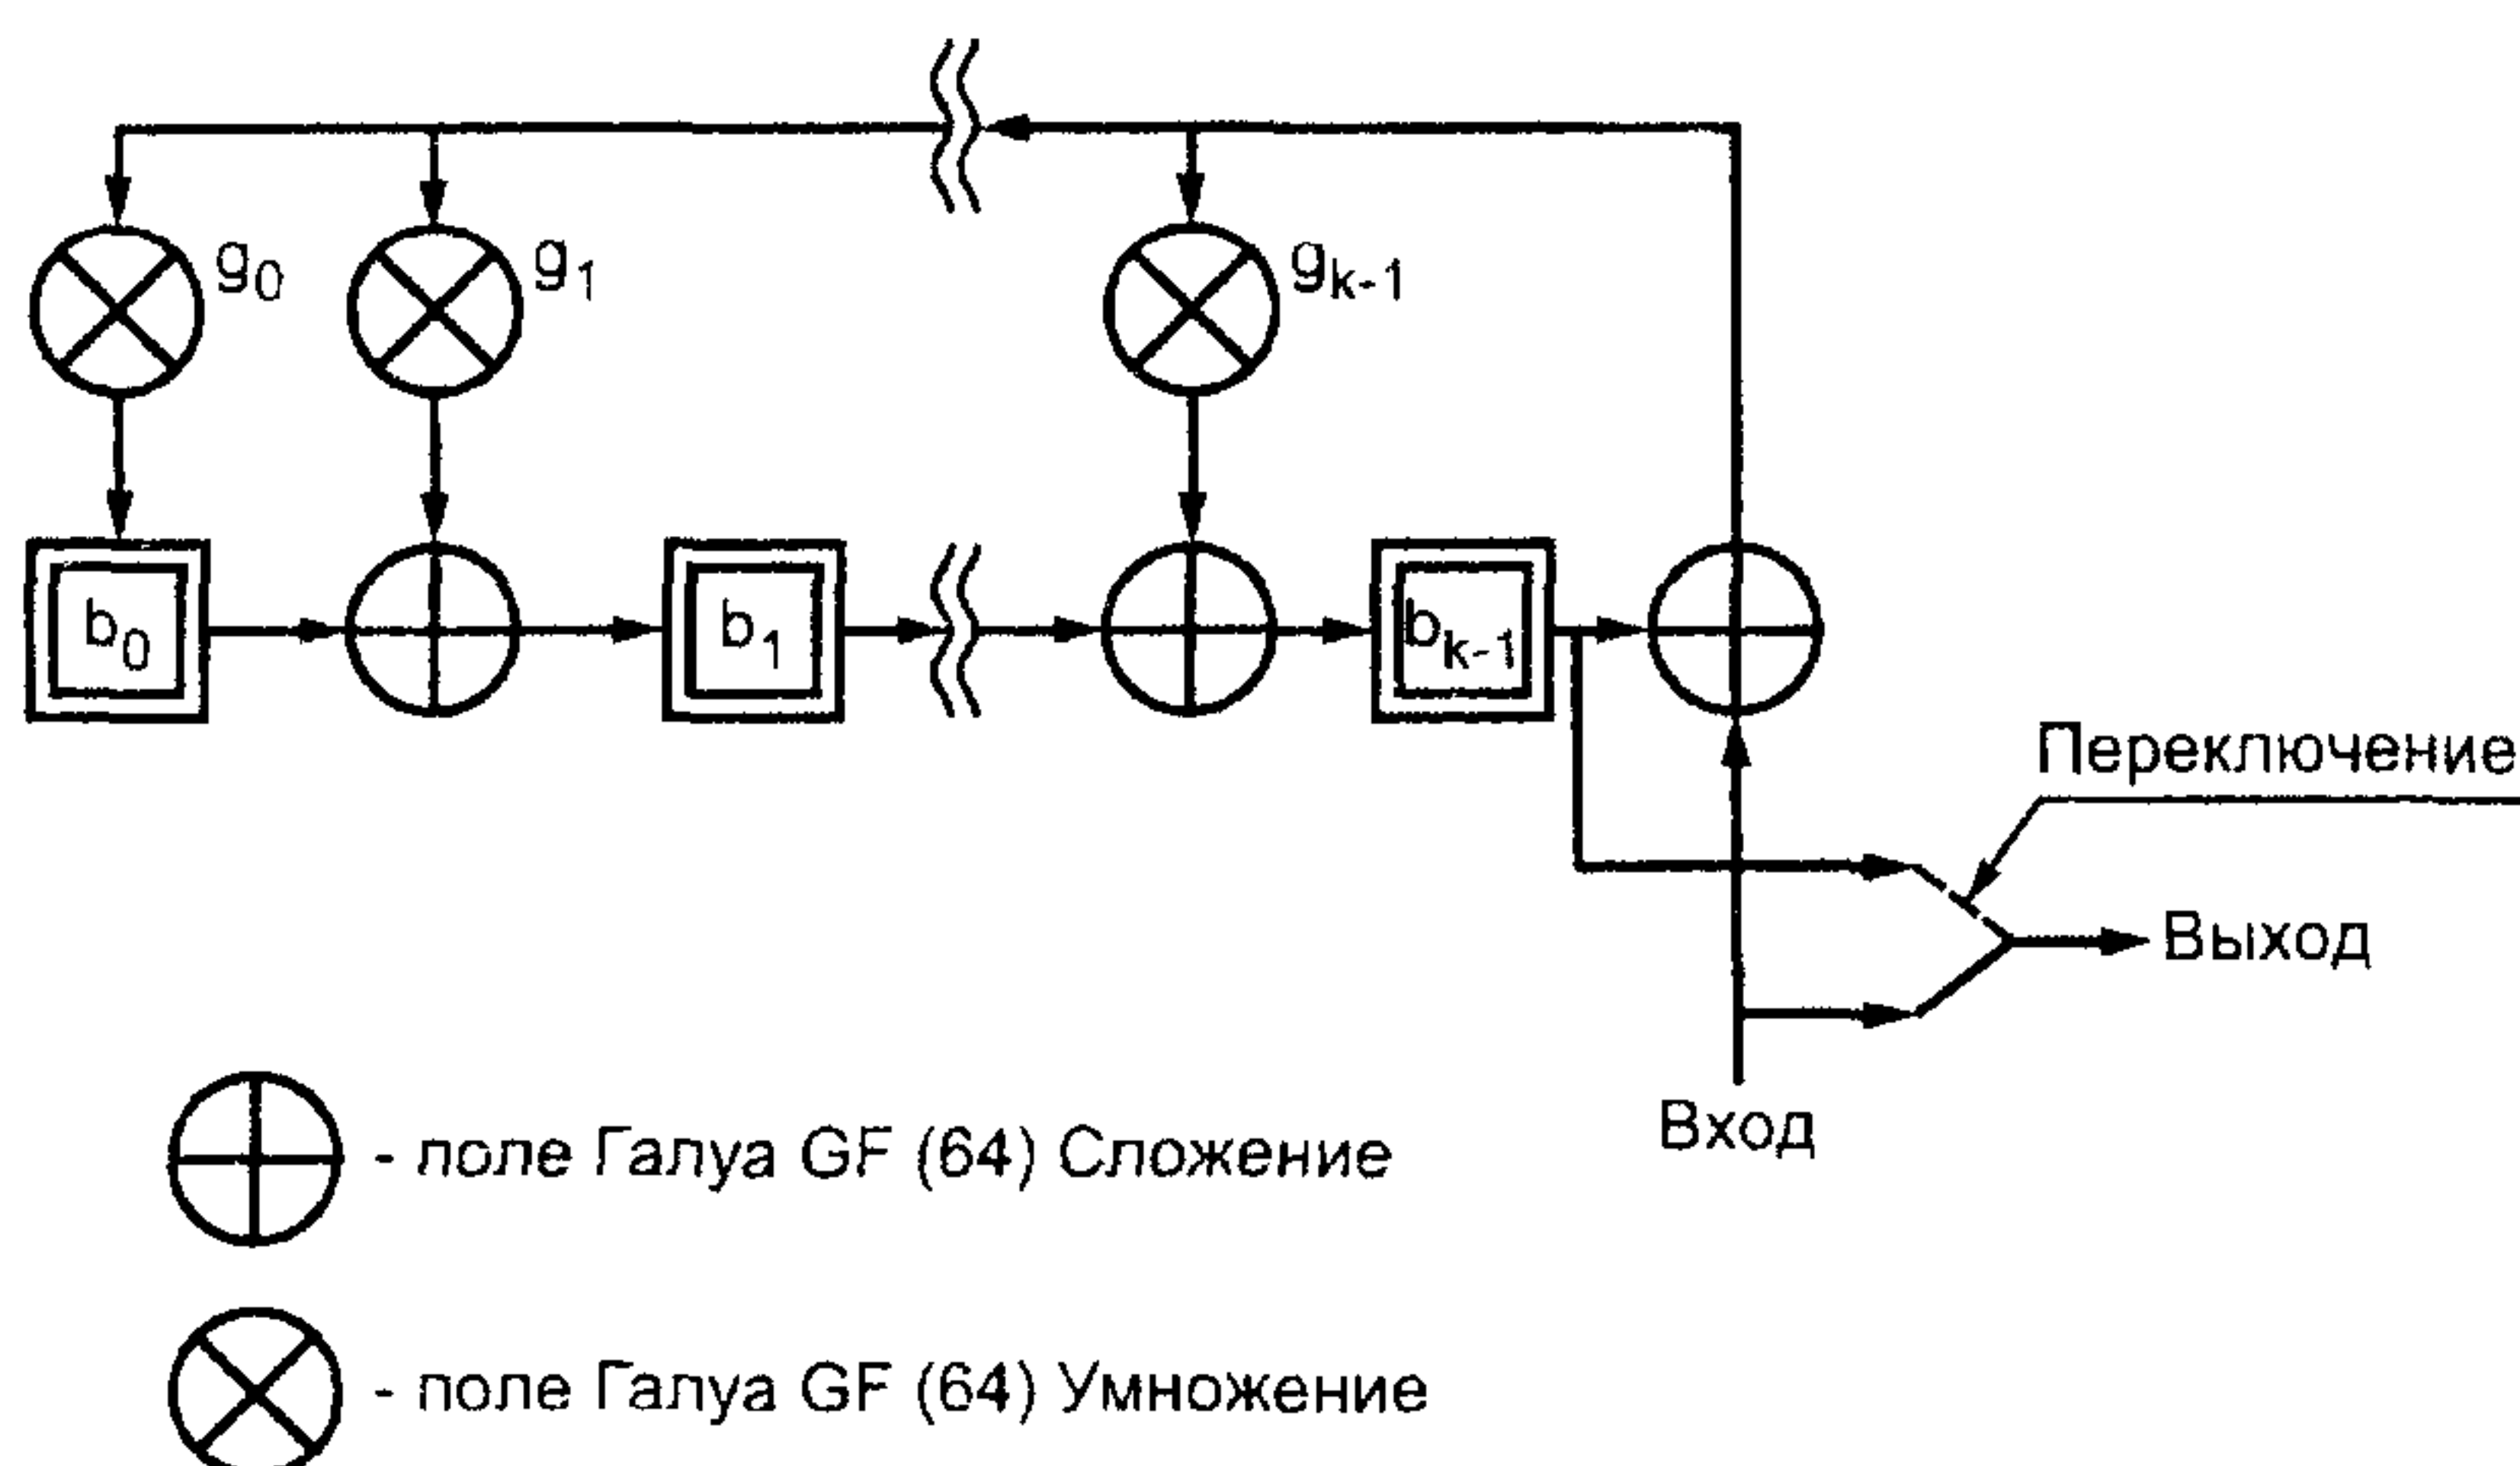 g0 g1 gk-1
b0 b1 bk-1
Переключение
Выход
Вход
- поле Галуа GF (64) Сложение
- поле Галуа GF (64) Умножение